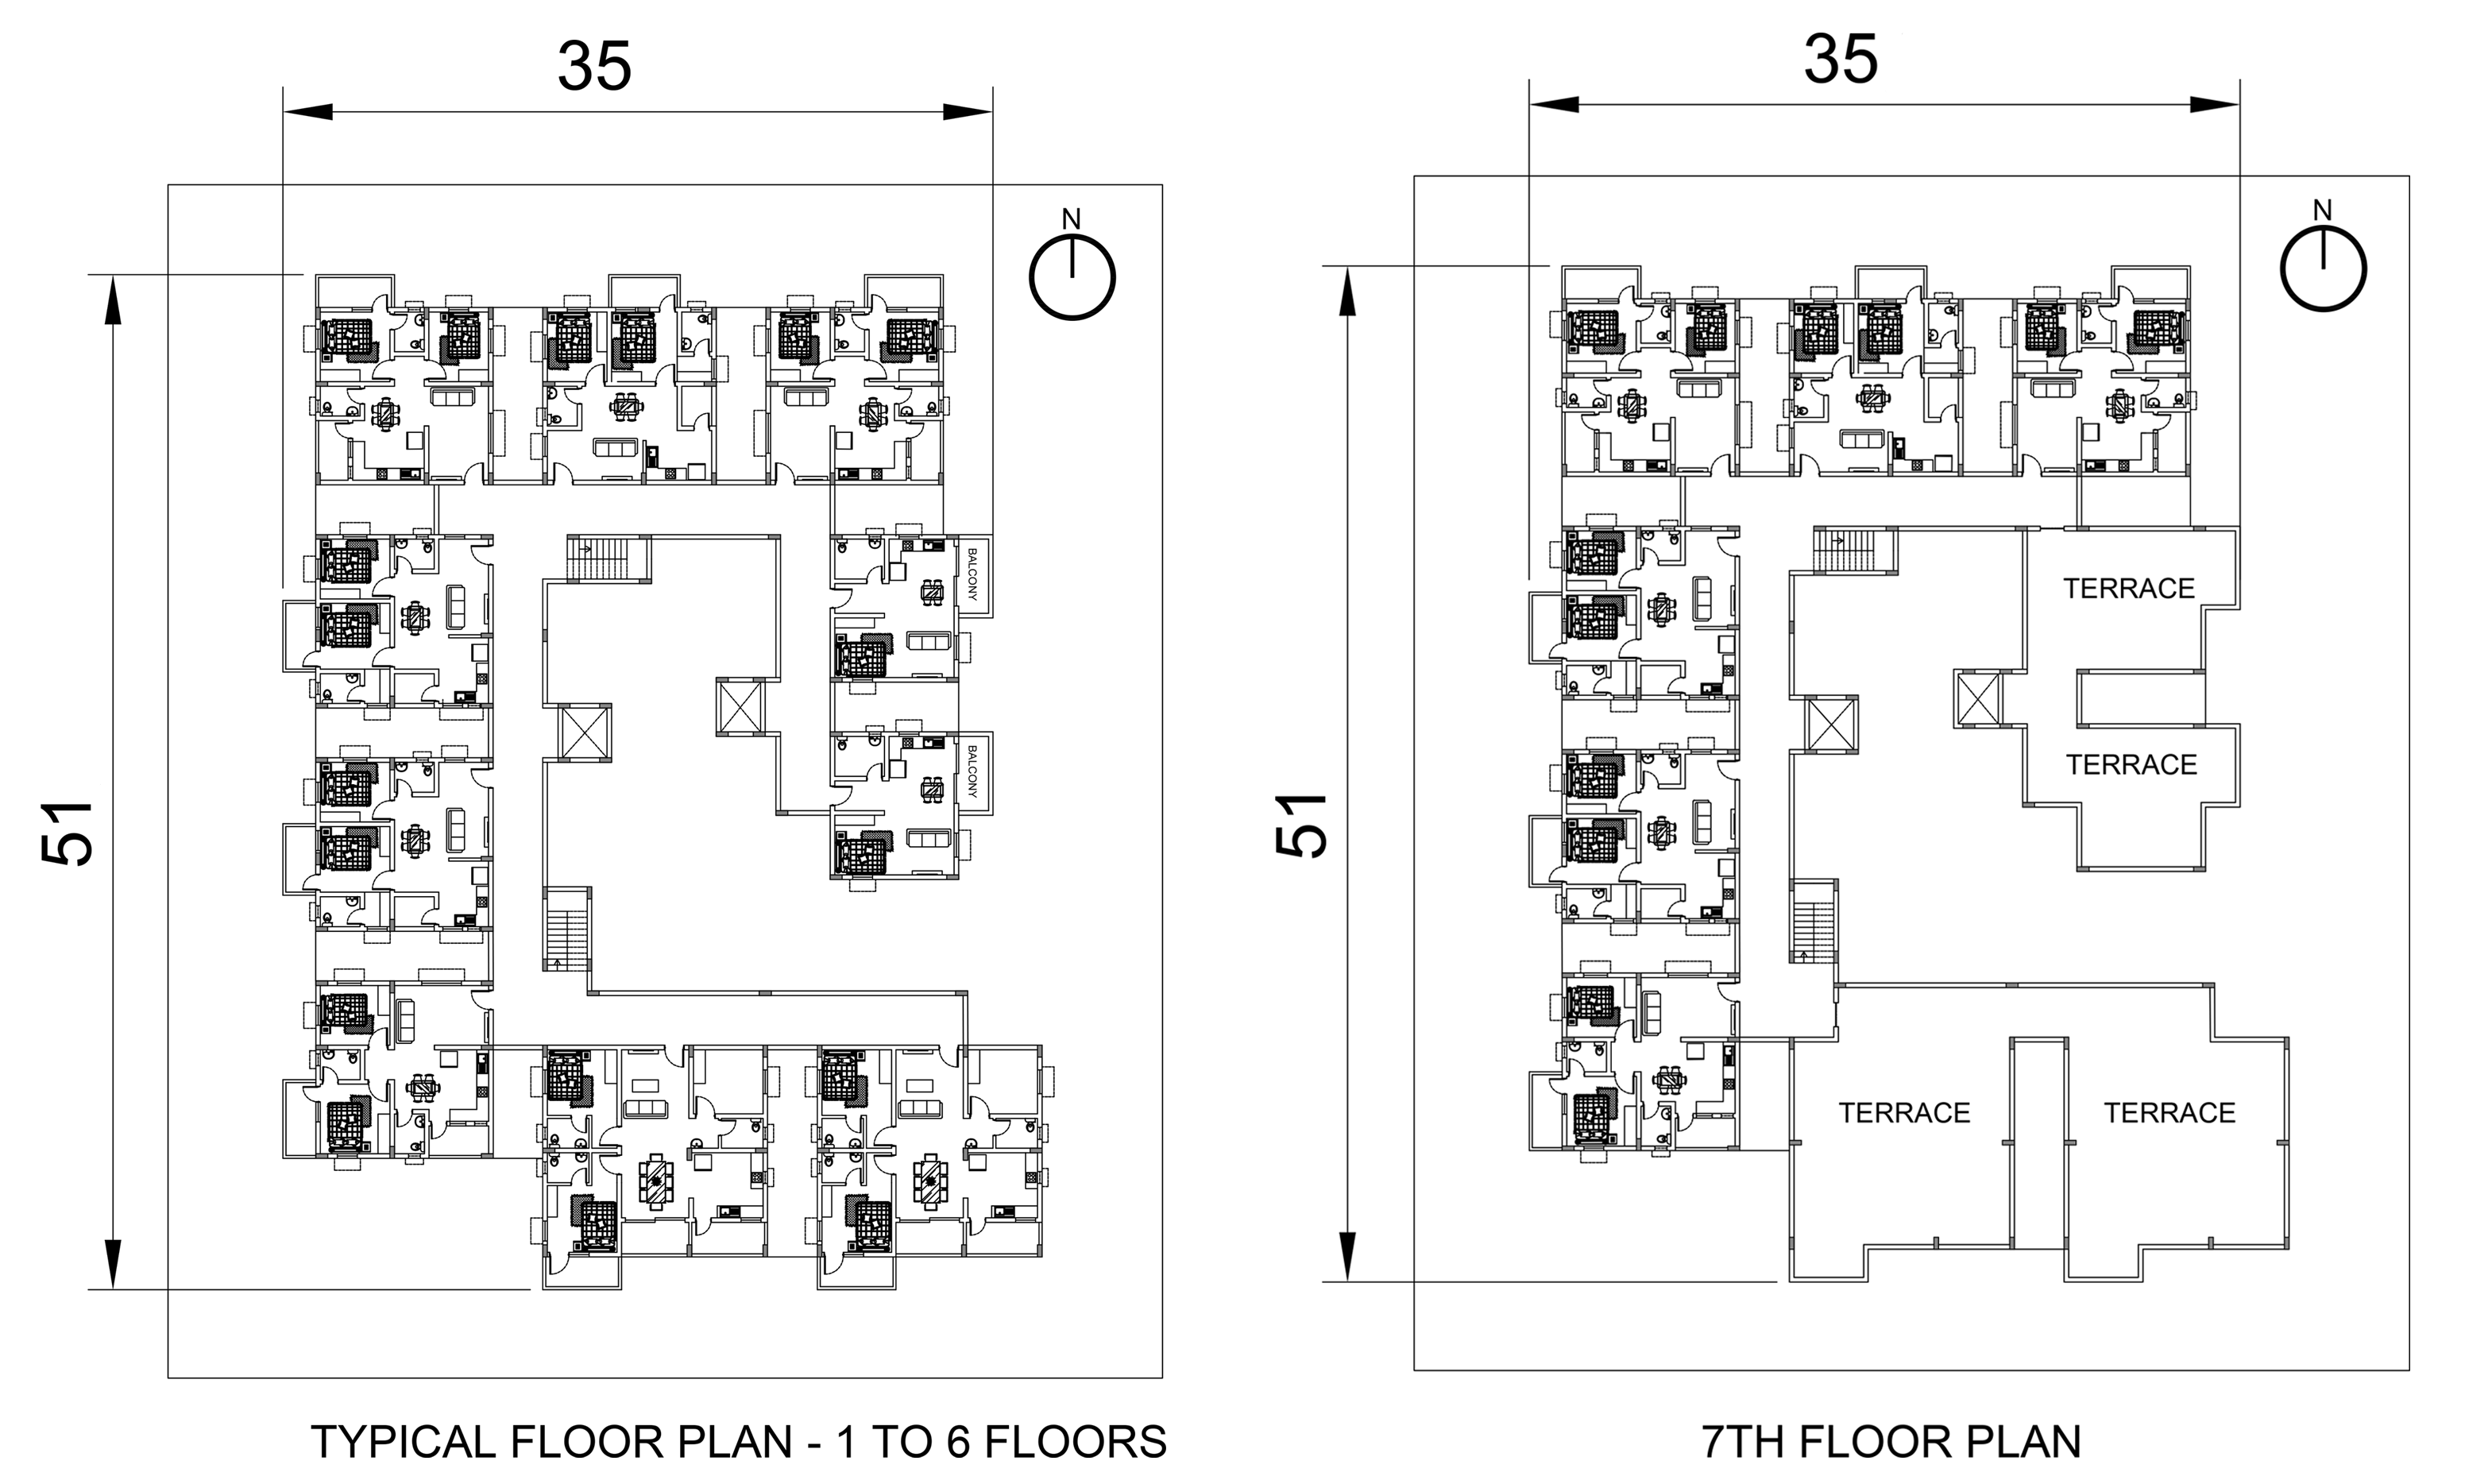 35
35
N
N
BALCONY
TERRACE
51
51
BALCONY
TERRACE
TERRACE
TERRACE
TYPICAL FLOOR PLAN - 1 TO 6 FLOORS
7TH FLOOR PLAN